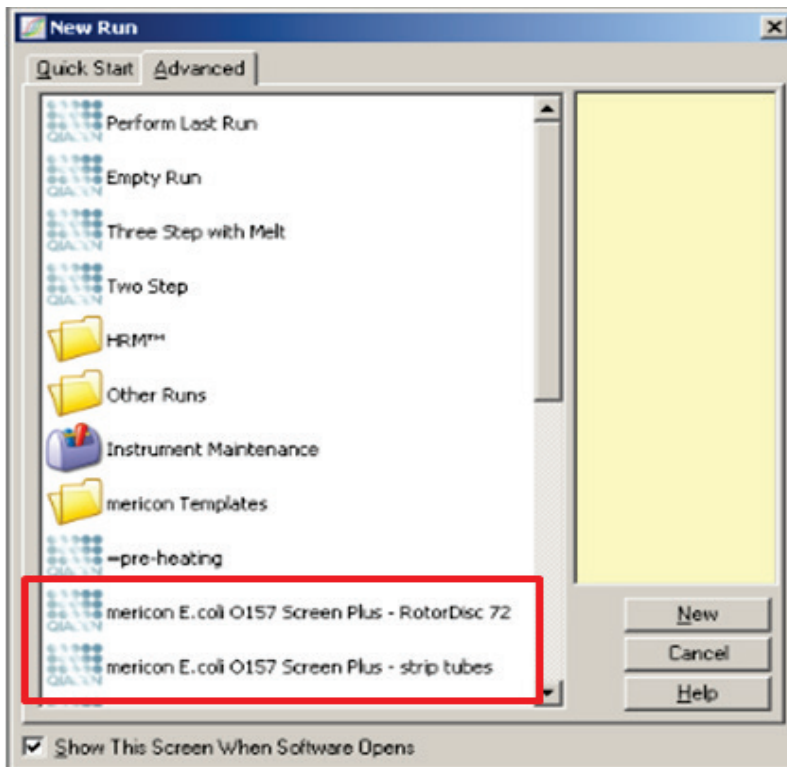 New Run
Quick Start Advanced
Perform Last Run
Empty Run
Three Step with Melt
Two Step
HRM™
Other Runs
Instrument Maintenance
mericon Templates
~pre-heating
mericon E.coli O157 Screen Plus - RotorDisc 72
mericon E.coli O157 Screen Plus - strip tubes
New
Cancel
Help
Show This Screen When Software Opens